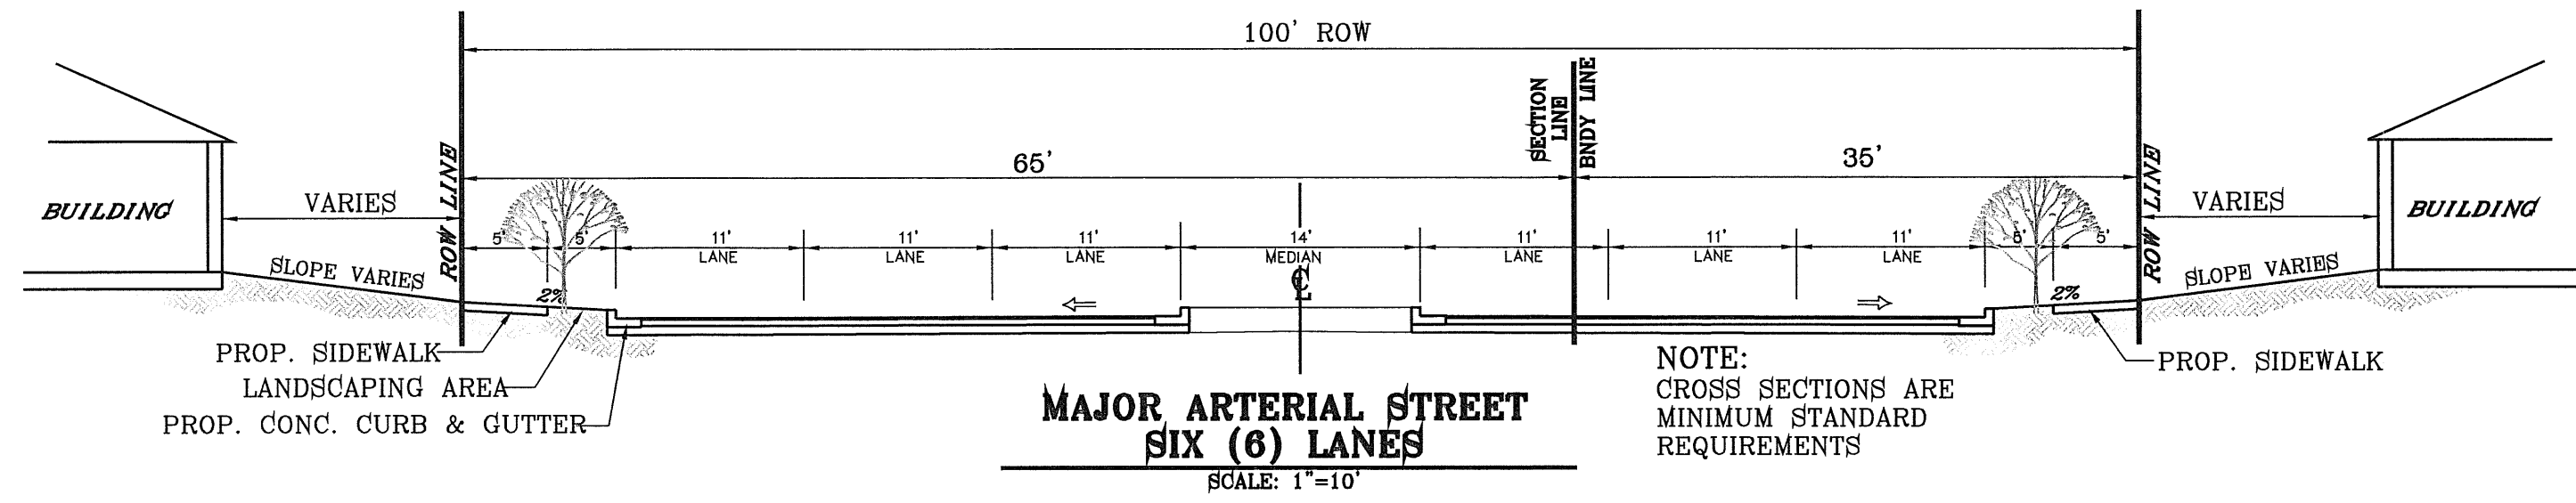 100' ROW
SECTION
LINE
BNDY LINE
65'
35'
ROW LINE
ROW LINE
BUILDING
VARIES
VARIES
BUILDING
5'
5'
11'
LANE
11'
LANE
11'
LANE
14'
MEDIAN
11'
LANE
11'
LANE
11'
LANE
5'
SLOPE VARIES
SLOPE VARIES
2%
2%
℄
PROP. SIDEWALK
LANDSCAPING AREA
PROP. CONC. CURB & GUTTER
PROP. SIDEWALK
MAJOR ARTERIAL STREET
SIX (6) LANES
SCALE: 1"=10'
NOTE:
CROSS SECTIONS ARE
MINIMUM STANDARD
REQUIREMENTS